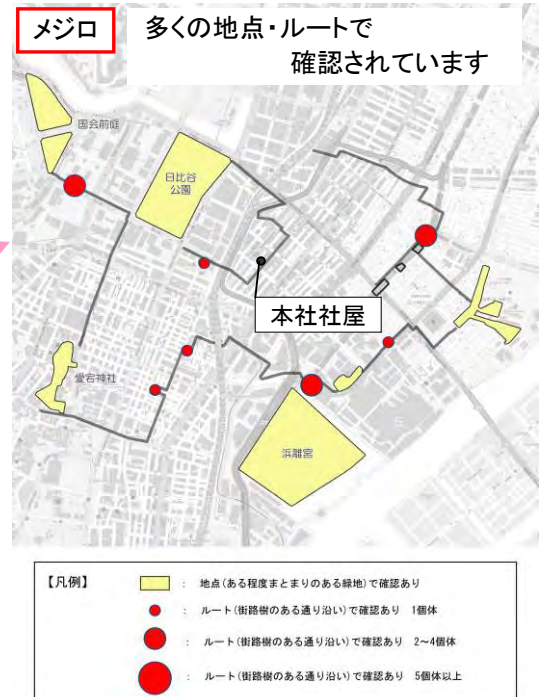 メジロ
多くの地点・ルートで
確認されています
国会前庭
日比谷
公園
本社社屋
愛宕神社
浜離宮
【凡例】
： 地点(ある程度まとまりのある緑地)で確認あり
： ルート(街路樹のある通り沿い)で確認あり 1個体
： ルート(街路樹のある通り沿い)で確認あり 2～4個体
： ルート(街路樹のある通り沿い)で確認あり 5個体以上